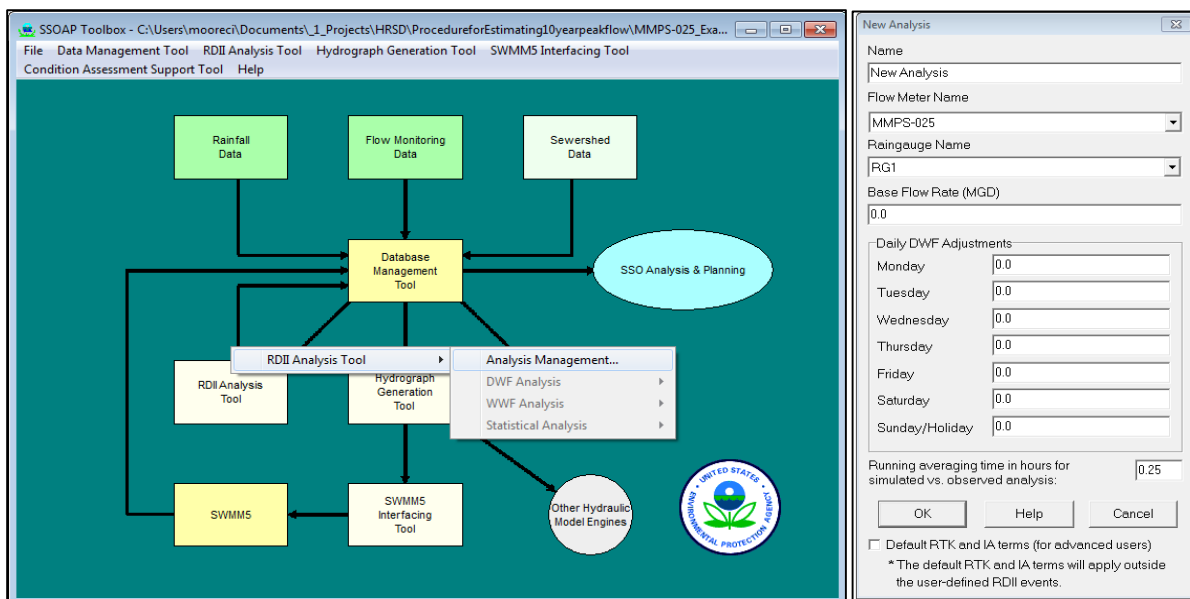 SSOAP Toolbox - C:\Users\mooreci\Documents\_1_Projects\HRSD\ProcedureforEstimating10yearpeakflow\MMPS-025_Exa...
File Data Management Tool RDII Analysis Tool Hydrograph Generation Tool SWMM5 Interfacing Tool
Condition Assessment Support Tool Help
Rainfall
Data
Flow Monitoring
Data
Sewershed
Data
Database
Management
Tool
SSO Analysis & Planning
RDII Analysis Tool
Analysis Management...
DWF Analysis
WWF Analysis
Statistical Analysis
RDII Analysis
Tool
Hydrograph
Generation
Tool
SWMM5
SWMM5
Interfacing
Tool
Other Hydraulic
Model Engines
UNITED STATES
ENVIRONMENTAL PROTECTION AGENCY
New Analysis
Name
New Analysis
Flow Meter Name
MMPS-025
Raingauge Name
RG1
Base Flow Rate (MGD)
0.0
Daily DWF Adjustments
Monday 0.0
Tuesday 0.0
Wednesday 0.0
Thursday 0.0
Friday 0.0
Saturday 0.0
Sunday/Holiday 0.0
Running averaging time in hours for
simulated vs. observed analysis: 0.25
OK Help Cancel
Default RTK and IA terms (for advanced users)
* The default RTK and IA terms will apply outside
the user-defined RDII events.